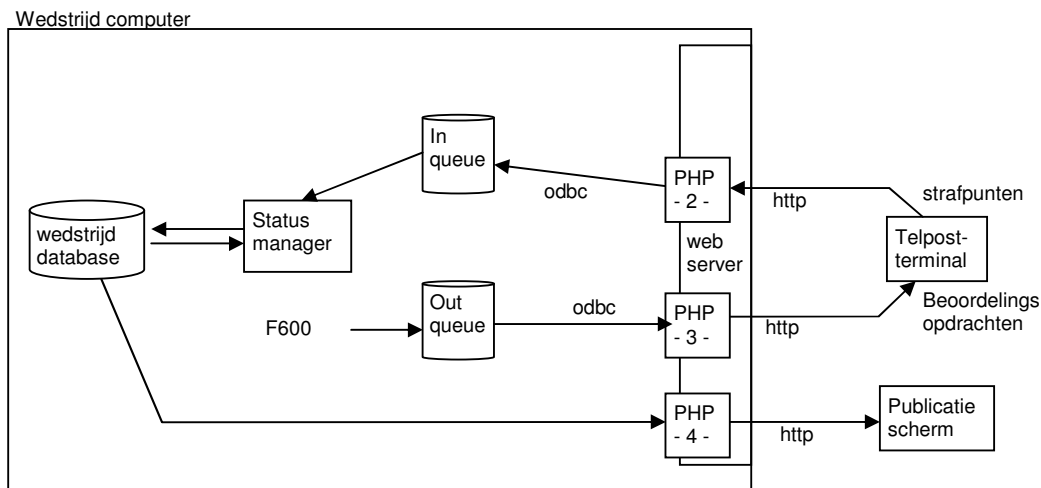 Wedstrijd computer
In
queue
odbc
PHP
- 2 -
http
strafpunten
wedstrijd
database
Status
manager
web
server
Telpost-
terminal
F600
Out
queue
odbc
PHP
- 3 -
http
Beoordelings
opdrachten
PHP
- 4 -
http
Publicatie
scherm